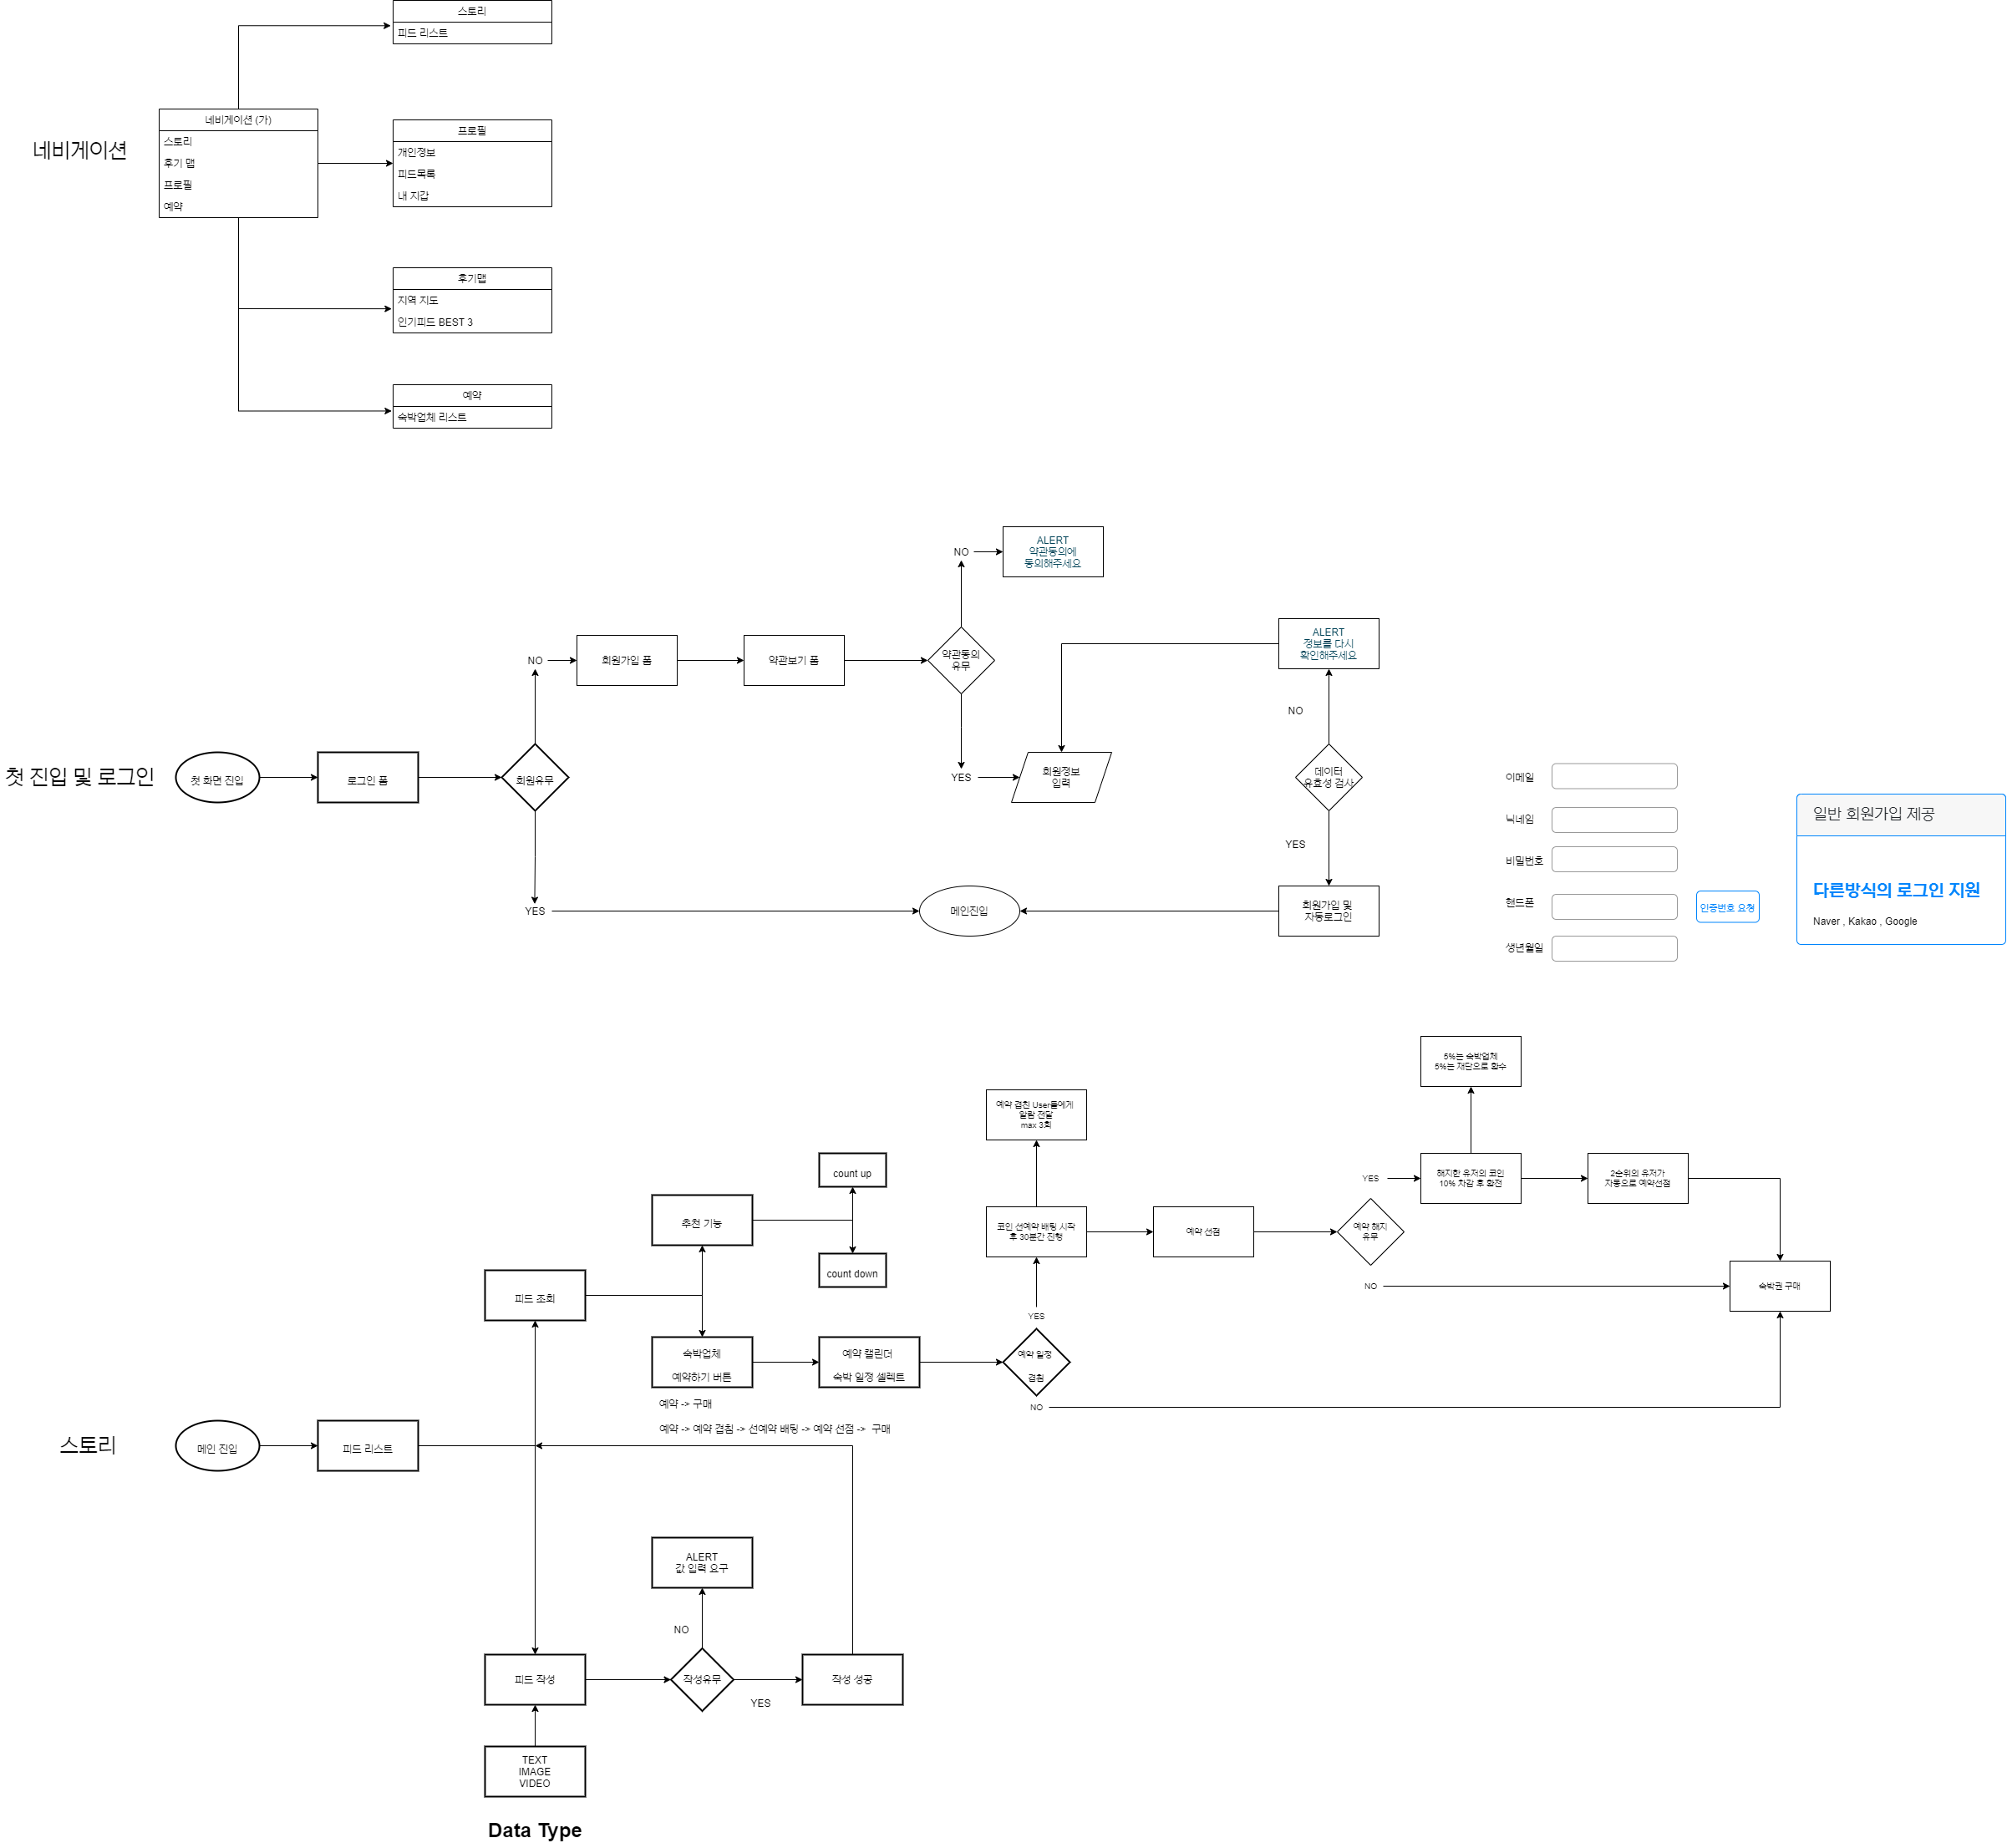 네비게이션
네비게이션 (가)
스토리
후기 맵
프로필
예약
스토리
피드 리스트
프로필
개인정보
피드목록
내 지갑
후기맵
지역 지도
인기피드 BEST 3
예약
숙박업체 리스트
첫 진입 및 로그인
첫 화면 진입
로그인 폼
회원유무
NO
회원가입 폼
약관보기 폼
약관동의
유무
NO
ALERT
약관동의에
동의해주세요
YES
회원정보
입력
ALERT
정보를 다시
확인해주세요
NO
데이터
유효성 검사
YES
회원가입 및
자동로그인
YES
메인진입
이메일
닉네임
비밀번호
핸드폰
인증번호 요청
생년월일
일반 회원가입 제공
다른방식의 로그인 지원
Naver , Kakao , Google
스토리
메인 진입
피드 리스트
피드 조회
추천 기능
count up
count down
숙박업체
예약하기 버튼
예약 캘린더
숙박 일정 셀렉트
예약 -> 구매
예약 -> 예약 겹침 -> 선예약 배팅 -> 예약 선점 -> 구매
예약 일정
겹침
YES
NO
코인 선예약 배팅 시작
후 30분간 진행
예약 겹친 User들에게
알람 전달
max 3회
예약 선점
예약 해지
유무
YES
NO
해지한 유저의 코인
10% 차감 후 환전
5%는 숙박업체
5%는 재단으로 환수
2순위의 유저가
자동으로 예약선점
숙박권 구매
피드 작성
작성유무
NO
ALERT
값 입력 요구
YES
작성 성공
TEXT
IMAGE
VIDEO
Data Type